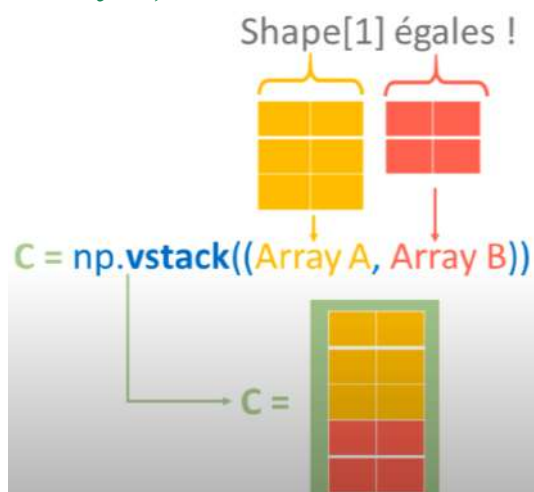 Shape[1] égales !
C = np.vstack((Array A, Array B))
C =